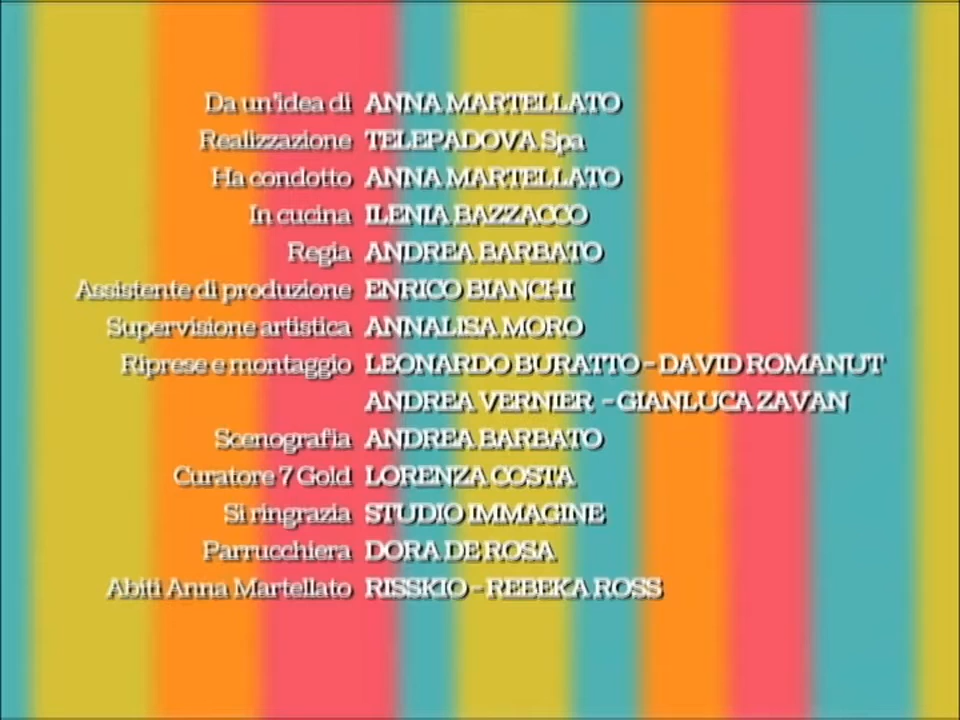 Da un'idea di ANNA MARTELLATO
Realizzazione TELEPADOVA Spa
Ha condotto ANNA MARTELLATO
In cucina ILENIA BAZZACCO
Regia ANDREA BARBATO
Assistente di produzione ENRICO BIANCHI
Supervisione artistica ANNALISA MORO
Riprese e montaggio LEONARDO BURATTO - DAVID ROMANUT
ANDREA VERNIER - GIANLUCA ZAVAN
Scenografia ANDREA BARBATO
Curatore 7 Gold LORENZA COSTA
Si ringrazia STUDIO IMMAGINE
Parrucchiera DORA DE ROSA
Abiti Anna Martellato RISSKIO - REBEKA ROSS